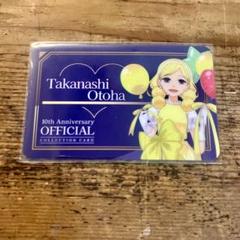 Takanashi
Otoha
10th Anniversary
OFFICIAL
COLLECTION CARD